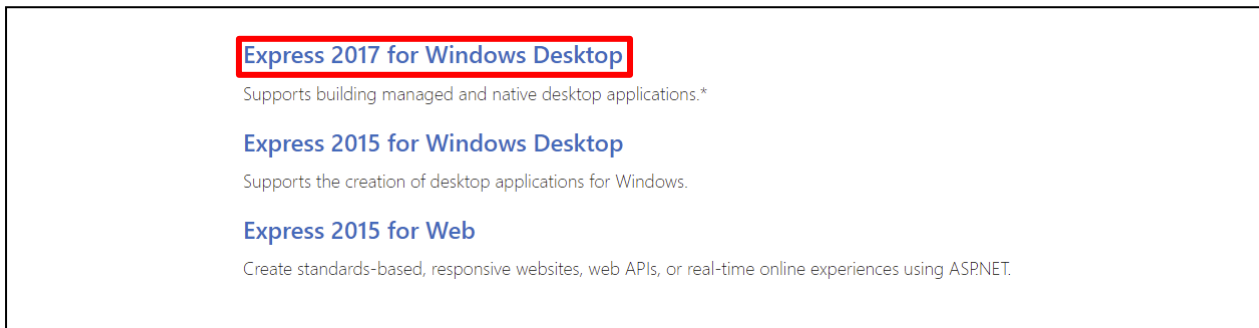 Express 2017 for Windows Desktop
Supports building managed and native desktop applications.*
Express 2015 for Windows Desktop
Supports the creation of desktop applications for Windows.
Express 2015 for Web
Create standards-based, responsive websites, web APIs, or real-time online experiences using ASP.NET.